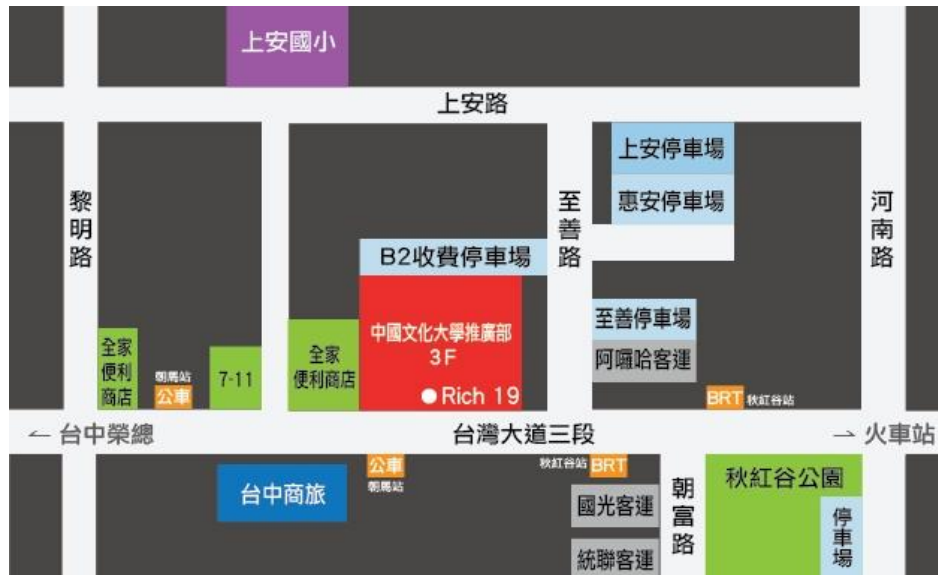 上安國小
上安路
上安停車場
惠安停車場
黎明路
至善路
河南路
B2收費停車場
中國文化大學推廣部
3F
Rich 19
至善停車場
阿囉哈客運
全家
便利
商店
朝馬站
公車
7-11
全家
便利商店
BRT 秋紅谷站
← 台中榮總
台灣大道三段
→ 火車站
公車
朝馬站
秋紅谷站 BRT
台中商旅
國光客運
統聯客運
朝富路
秋紅谷公園
停車場